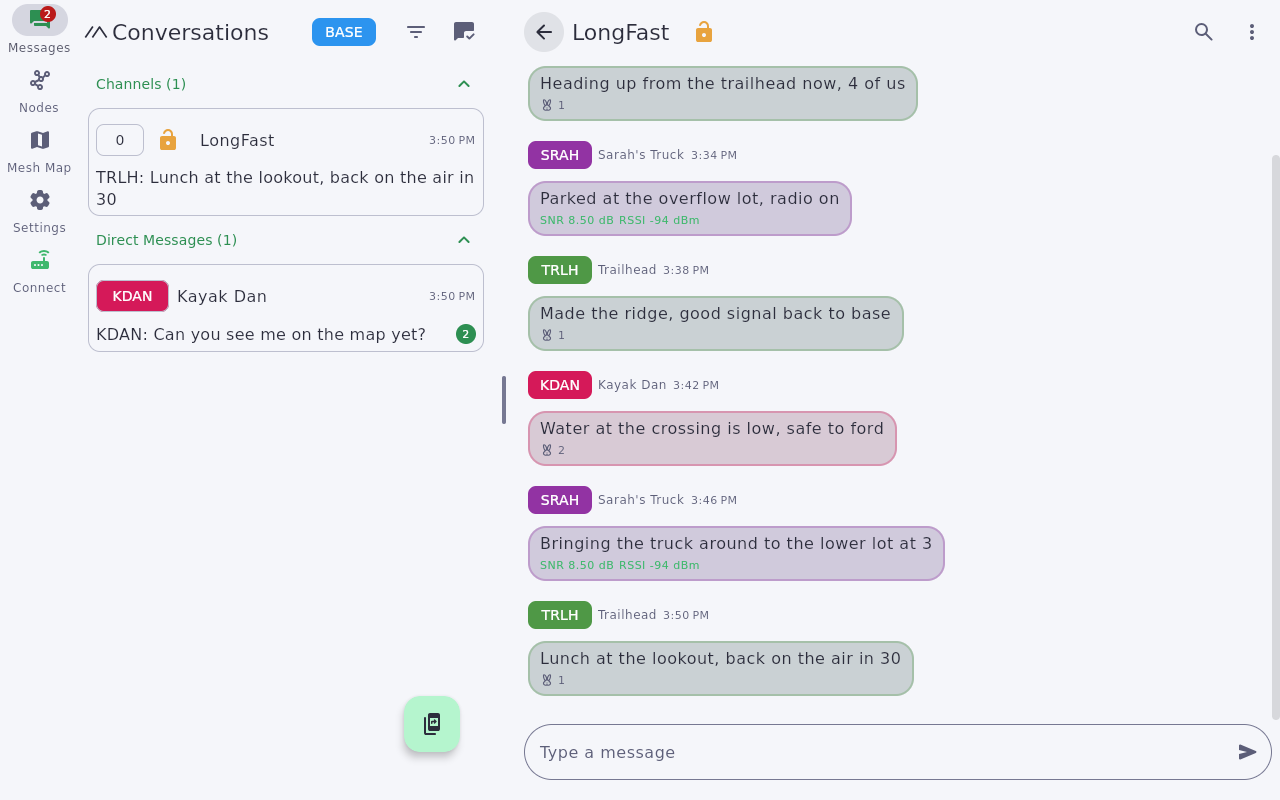 2
Messages
Nodes
Mesh Map
Settings
Connect
Conversations
BASE
Channels (1)
0
LongFast
3:50 PM
TRLH: Lunch at the lookout, back on the air in
30
Direct Messages (1)
KDAN
Kayak Dan
3:50 PM
KDAN: Can you see me on the map yet?
2
LongFast
Heading up from the trailhead now, 4 of us
1
SRAH Sarah's Truck 3:34 PM
Parked at the overflow lot, radio on
SNR 8.50 dB RSSI -94 dBm
TRLH Trailhead 3:38 PM
Made the ridge, good signal back to base
1
KDAN Kayak Dan 3:42 PM
Water at the crossing is low, safe to ford
2
SRAH Sarah's Truck 3:46 PM
Bringing the truck around to the lower lot at 3
SNR 8.50 dB RSSI -94 dBm
TRLH Trailhead 3:50 PM
Lunch at the lookout, back on the air in 30
1
Type a message